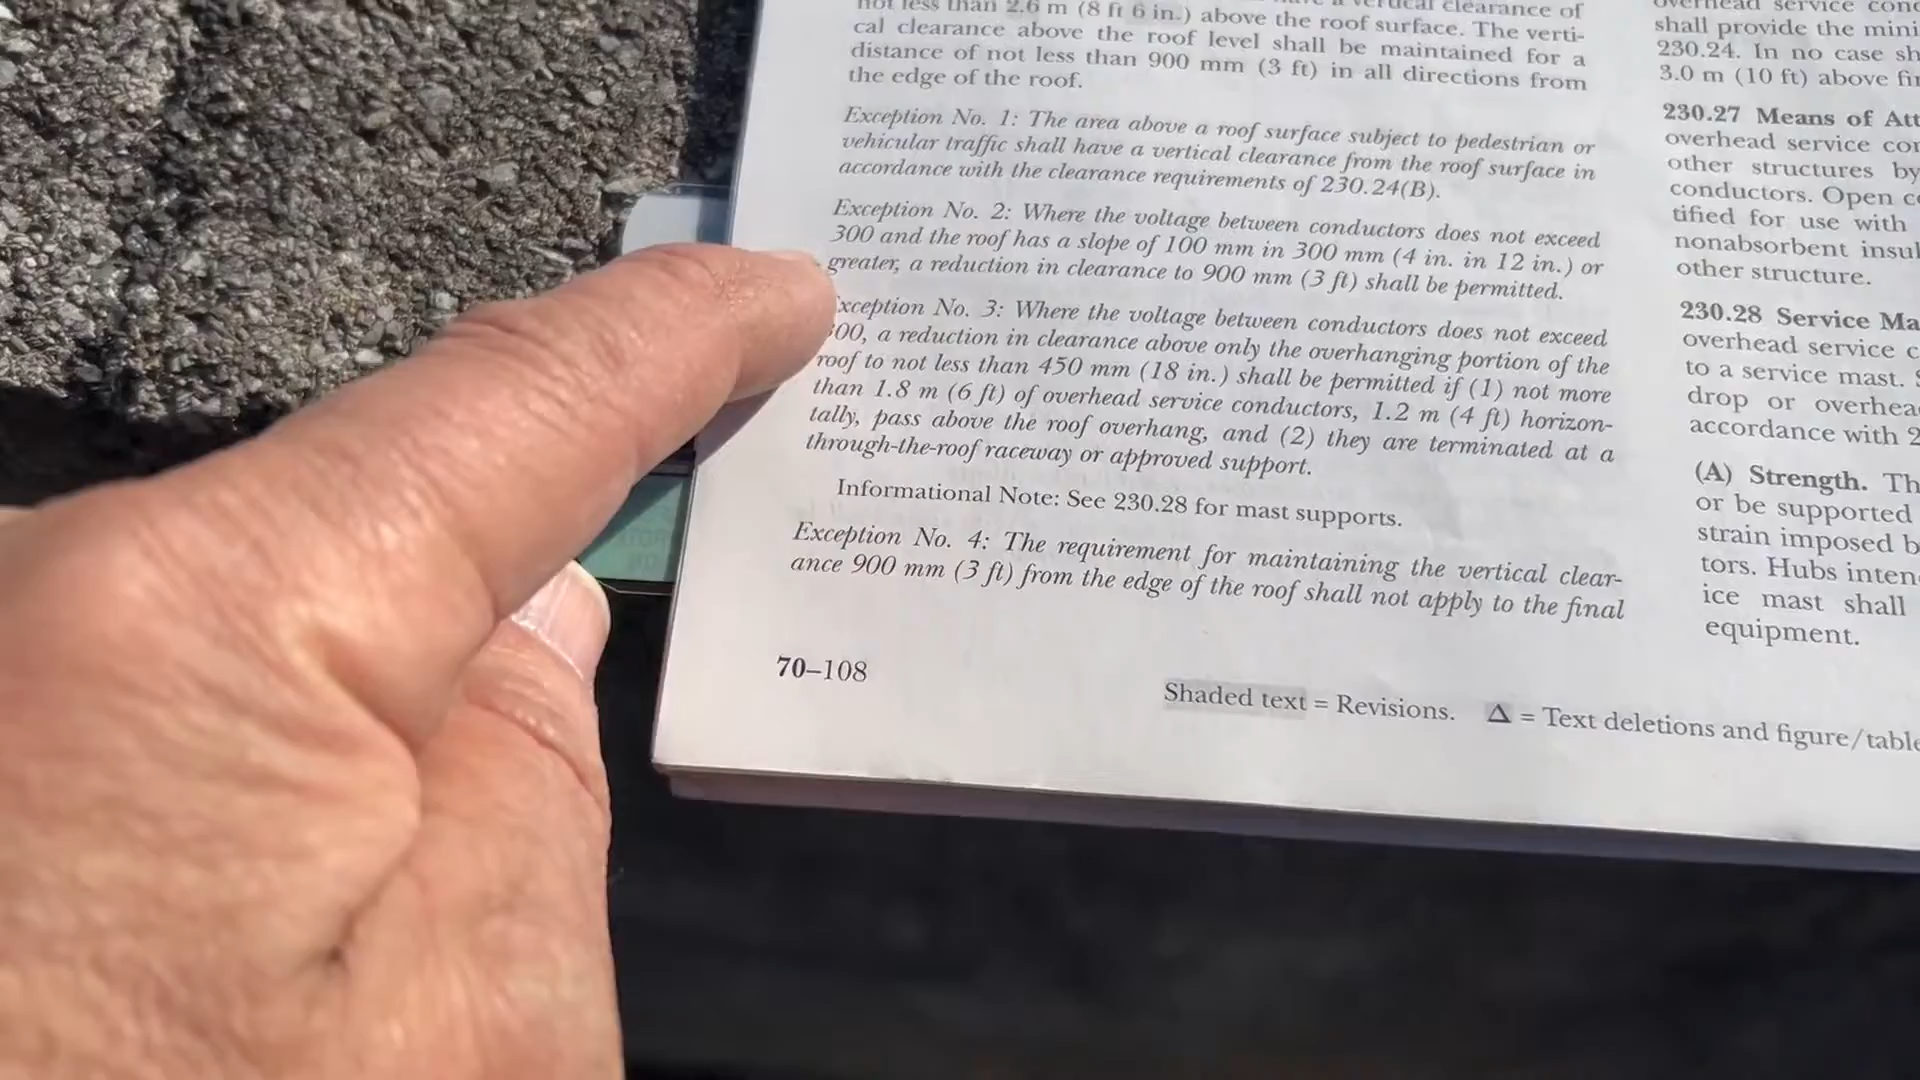 not less than 2.6 m (8 ft 6 in.) above the roof surface. The verti-
cal clearance above the roof level shall be maintained for a
distance of not less than 900 mm (3 ft) in all directions from
the edge of the roof.
Exception No. 1: The area above a roof surface subject to pedestrian or
vehicular traffic shall have a vertical clearance from the roof surface in
accordance with the clearance requirements of 230.24(B).
Exception No. 2: Where the voltage between conductors does not exceed
300 and the roof has a slope of 100 mm in 300 mm (4 in. in 12 in.) or
greater, a reduction in clearance to 900 mm (3 ft) shall be permitted.
xception No. 3: Where the voltage between conductors does not exceed
300, a reduction in clearance above only the overhanging portion of the
roof to not less than 450 mm (18 in.) shall be permitted if (1) not more
than 1.8 m (6 ft) of overhead service conductors, 1.2 m (4 ft) horizon-
tally, pass above the roof overhang, and (2) they are terminated at a
through-the-roof raceway or approved support.
Informational Note: See 230.28 for mast supports.
Exception No. 4: The requirement for maintaining the vertical clear-
ance 900 mm (3 ft) from the edge of the roof shall not apply to the final
overhead service cond
shall provide the mini
230.24. In no case sh
3.0 m (10 ft) above fi
230.27 Means of Att
overhead service con
other structures by
conductors. Open c
tified for use with
nonabsorbent insul
other structure.
230.28 Service Ma
overhead service c
to a service mast.
drop or overhea
accordance with 2
(A) Strength. Th
or be supported
strain imposed b
tors. Hubs inten
ice mast shall
equipment.
70–108
Shaded text = Revisions. Δ = Text deletions and figure/table